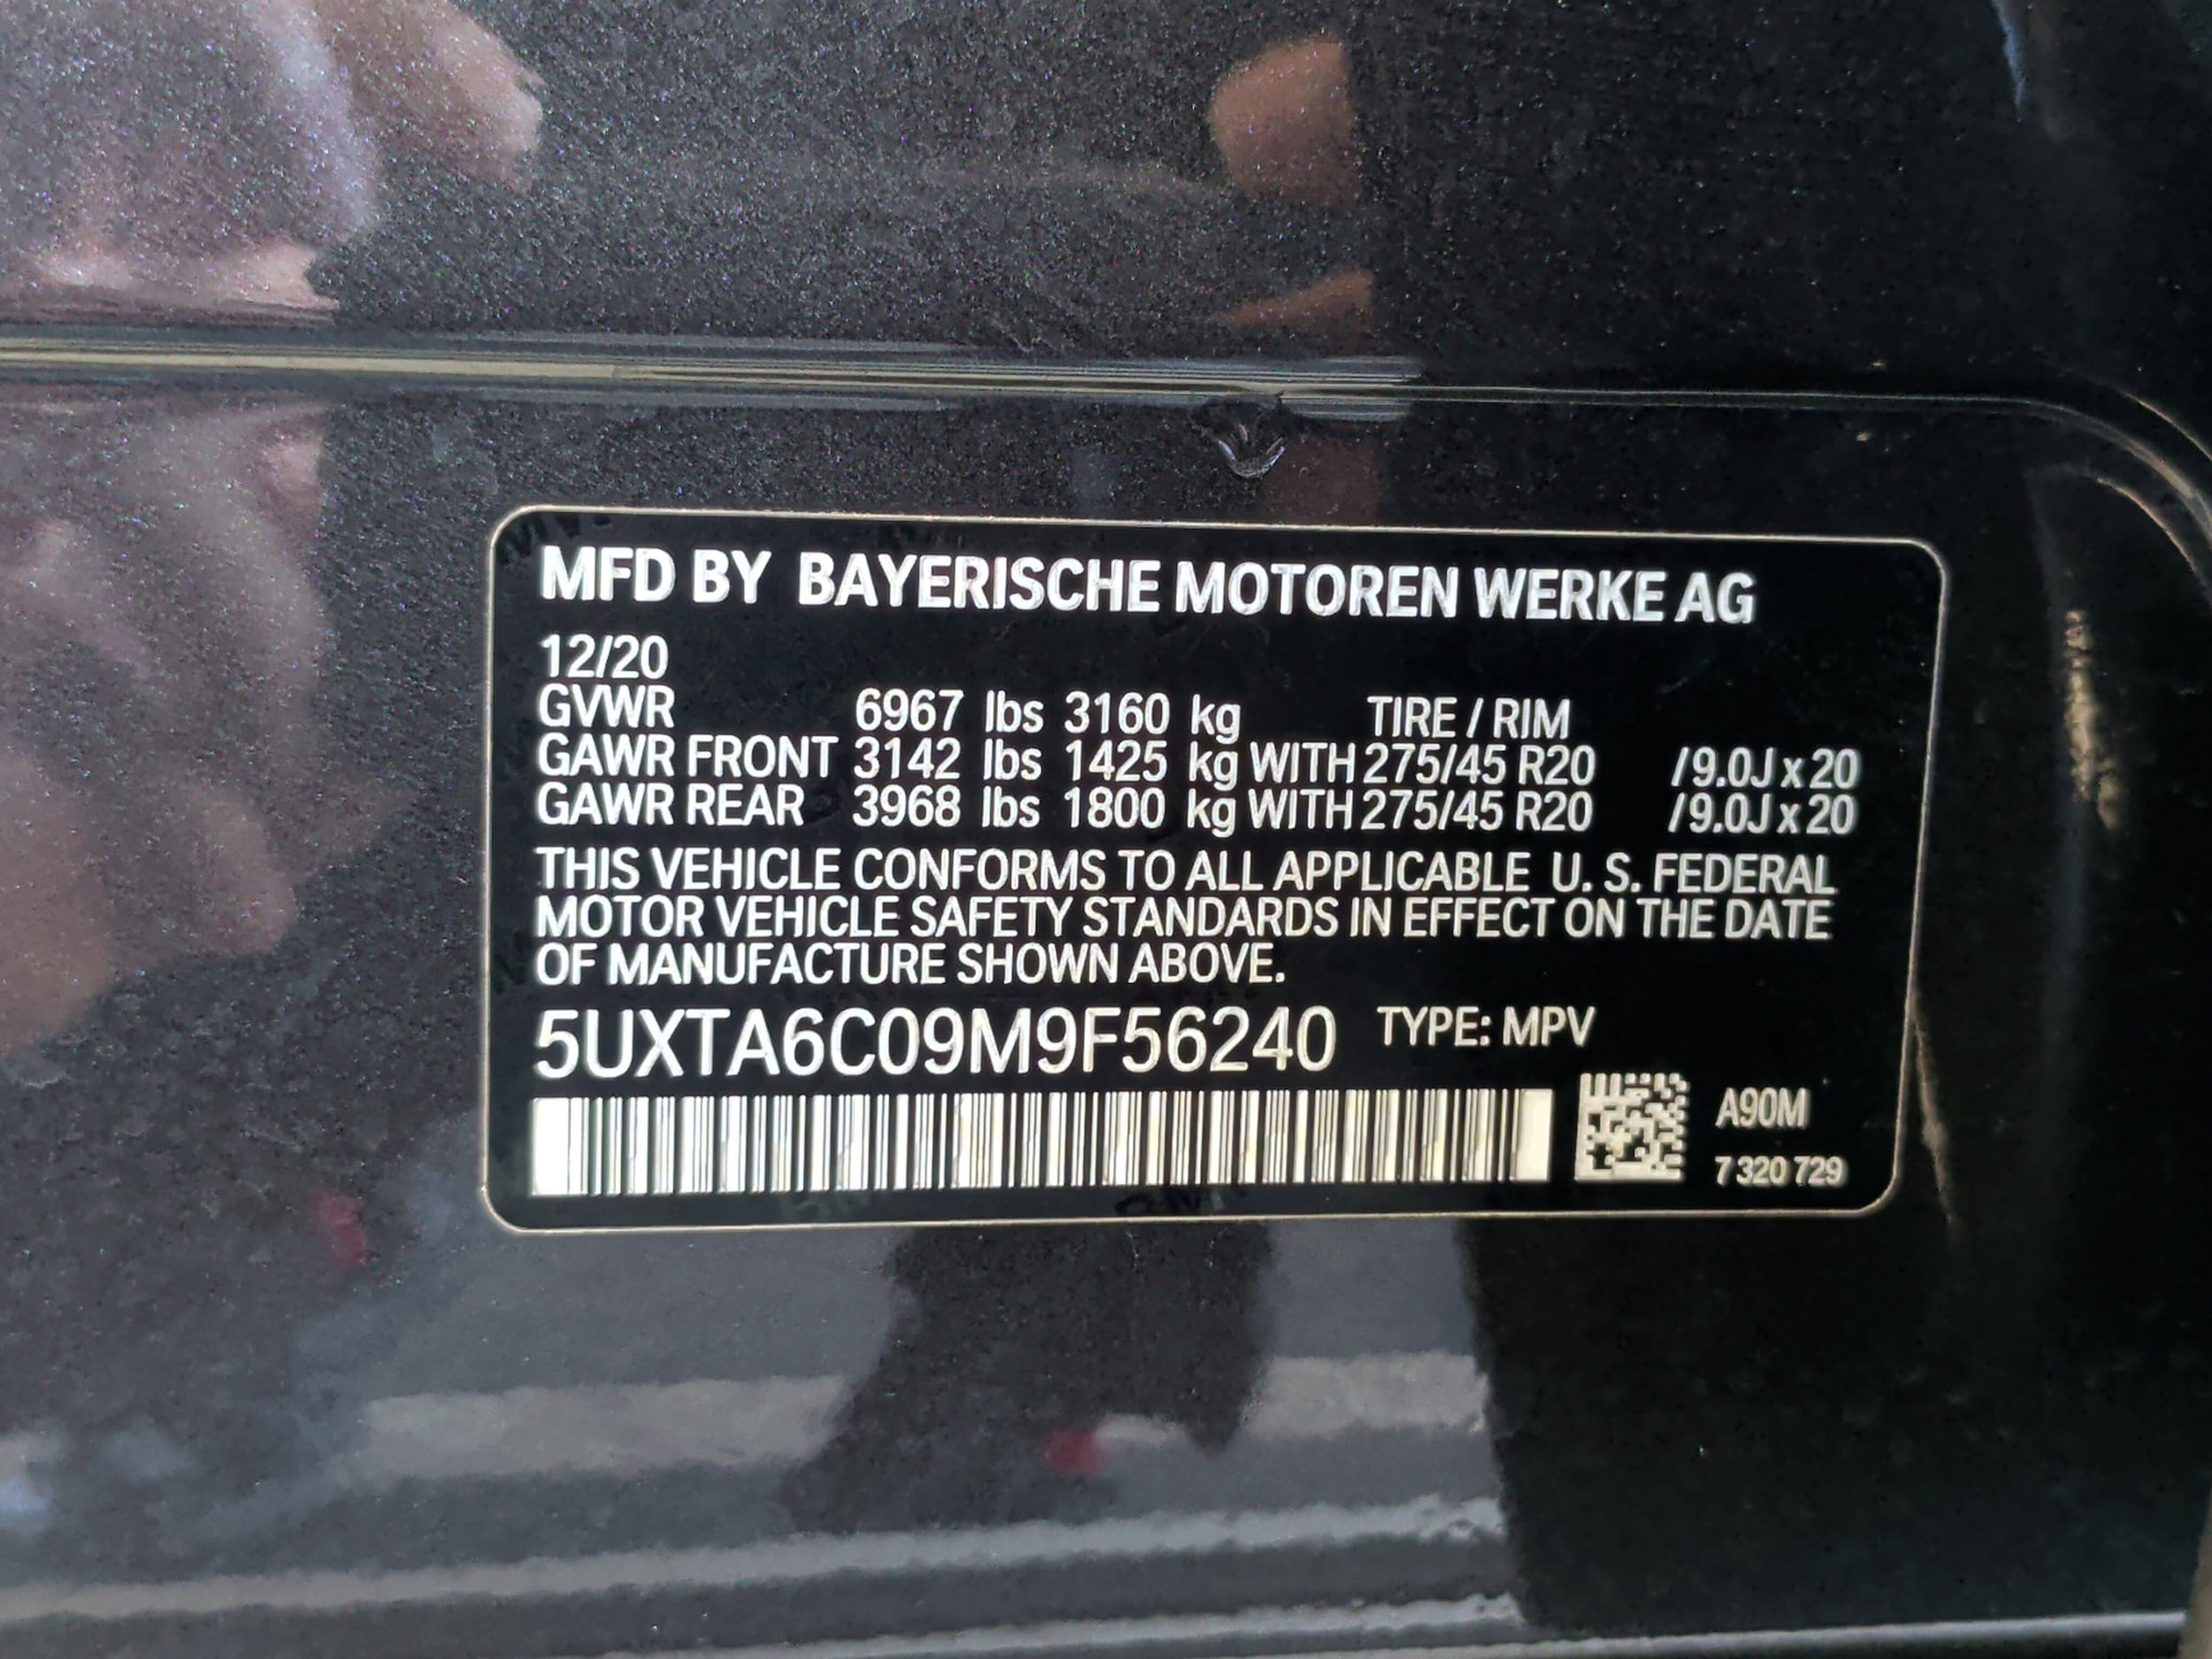 MFD BY BAYERISCHE MOTOREN WERKE AG
12/20
GVWR 6967 lbs 3160 kg TIRE / RIM
GAWR FRONT 3142 lbs 1425 kg WITH 275/45 R20 /9.0J x 20
GAWR REAR 3968 lbs 1800 kg WITH 275/45 R20 /9.0J x 20
THIS VEHICLE CONFORMS TO ALL APPLICABLE U. S. FEDERAL
MOTOR VEHICLE SAFETY STANDARDS IN EFFECT ON THE DATE
OF MANUFACTURE SHOWN ABOVE.
5UXTA6C09M9F56240 TYPE: MPV
A90M
7 320 729